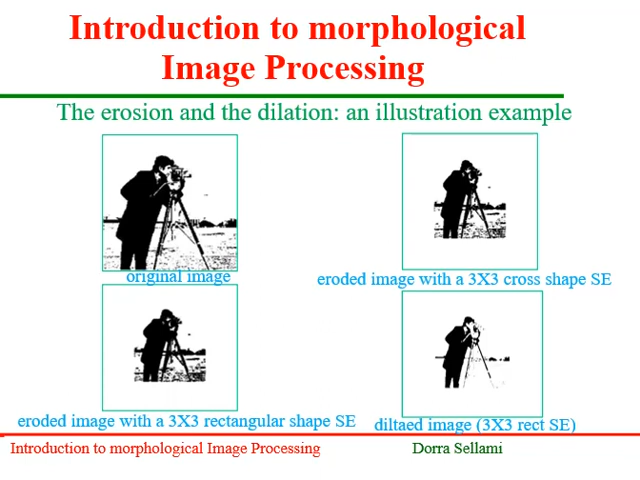 Introduction to morphological
Image Processing
The erosion and the dilation: an illustration example
original image
eroded image with a 3X3 cross shape SE
eroded image with a 3X3 rectangular shape SE
diltaed image (3X3 rect SE)
Introduction to morphological Image Processing
Dorra Sellami